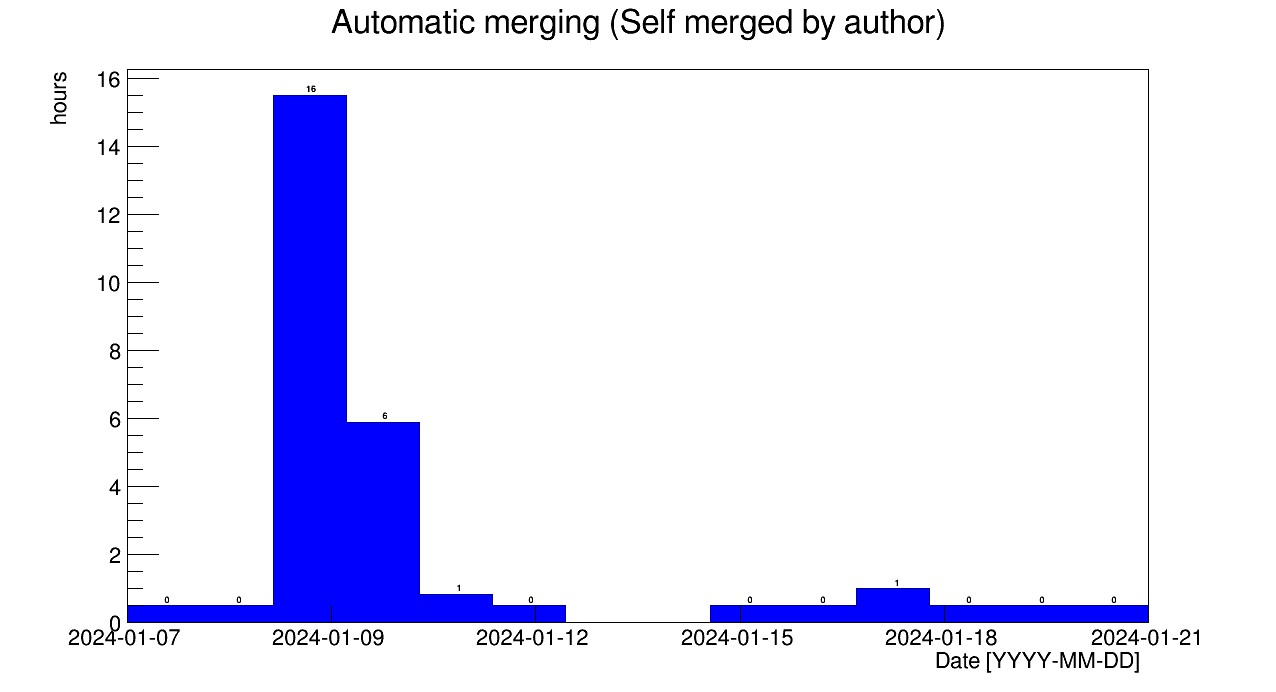 Automatic merging (Self merged by author)
hours
16
14
12
10
8
6
4
2
0
0 0 16 6 1 0 0 0 1 0 0 0
2024-01-07 2024-01-09 2024-01-12 2024-01-15 2024-01-18 2024-01-21
Date [YYYY-MM-DD]